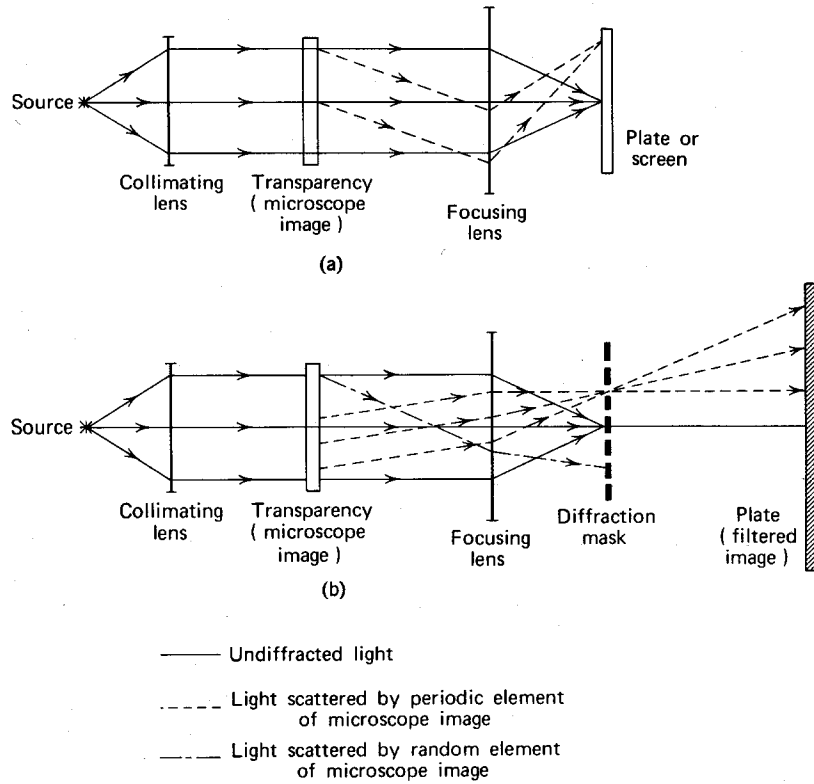 Source
Collimating
lens
Transparency
( microscope
image )
Focusing
lens
Plate or
screen
(a)
Source
Collimating
lens
Transparency
( microscope
image )
Focusing
lens
Diffraction
mask
Plate
( filtered
image )
(b)
Undiffracted light
Light scattered by periodic element
of microscope image
Light scattered by random element
of microscope image